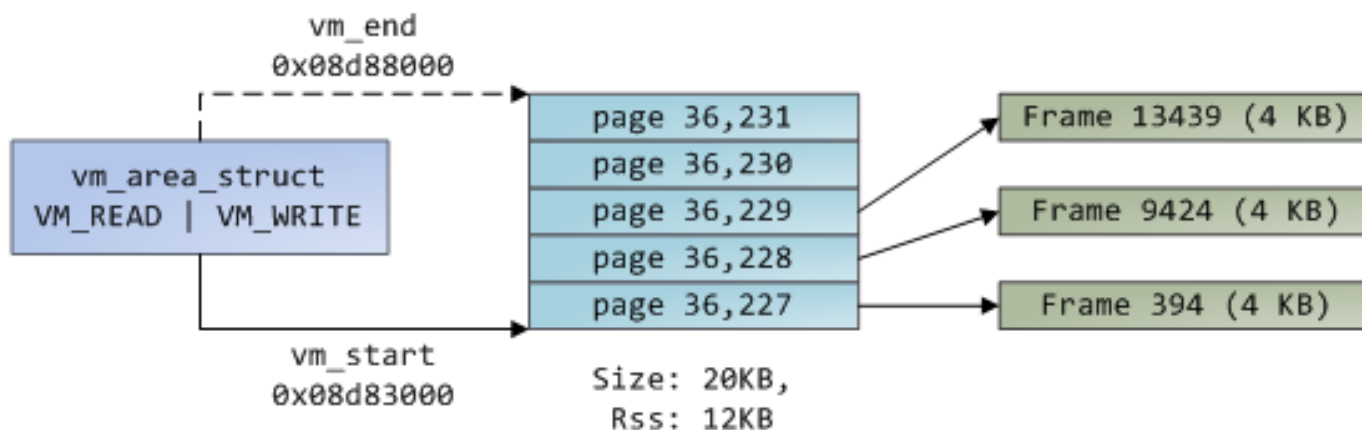 vm_end
0x08d88000
vm_area_struct
VM_READ | VM_WRITE
vm_start
0x08d83000
page 36,231
page 36,230
page 36,229
page 36,228
page 36,227
Size: 20KB,
Rss: 12KB
Frame 13439 (4 KB)
Frame 9424 (4 KB)
Frame 394 (4 KB)